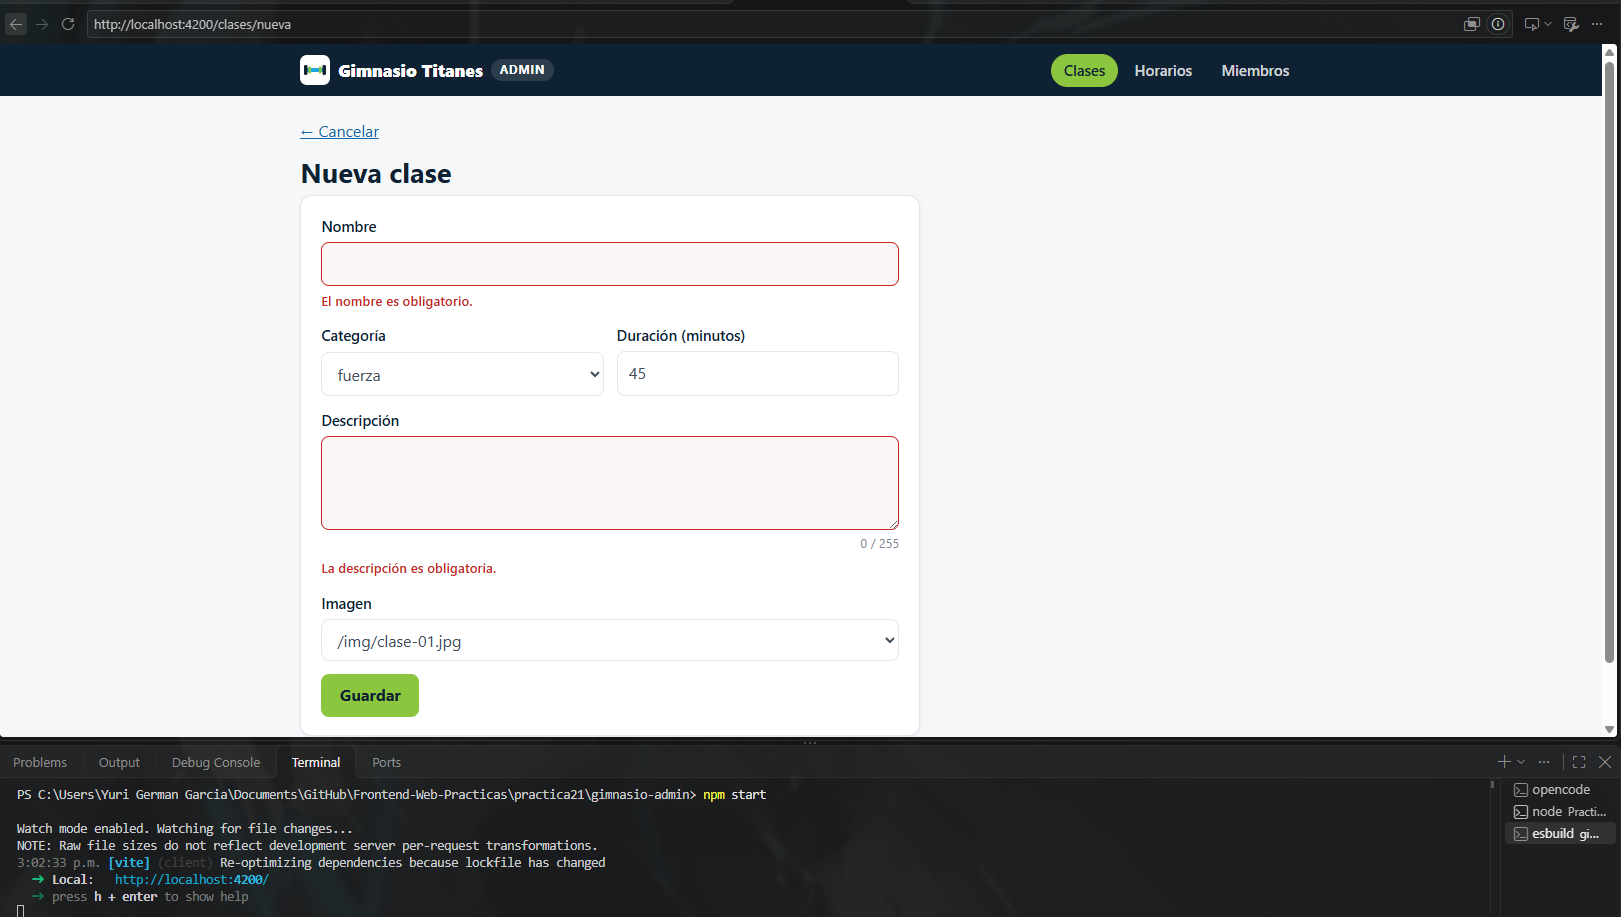 http://localhost:4200/clases/nueva
Gimnasio Titanes ADMIN Clases Horarios Miembros
← Cancelar
Nueva clase
Nombre
El nombre es obligatorio.
Categoría Duración (minutos)
fuerza 45
Descripción
0 / 255
La descripción es obligatoria.
Imagen
/img/clase-01.jpg
Guardar
Problems Output Debug Console Terminal Ports
PS C:\Users\Yuri German Garcia\Documents\GitHub\Frontend-Web-Practicas\practica21\gimnasio-admin> npm start
Watch mode enabled. Watching for file changes...
NOTE: Raw file sizes do not reflect development server per-request transformations.
3:02:33 p.m. [vite] (client) Re-optimizing dependencies because lockfile has changed
➜ Local: http://localhost:4200/
➜ press h + enter to show help
opencode
node Practi...
esbuild gi...